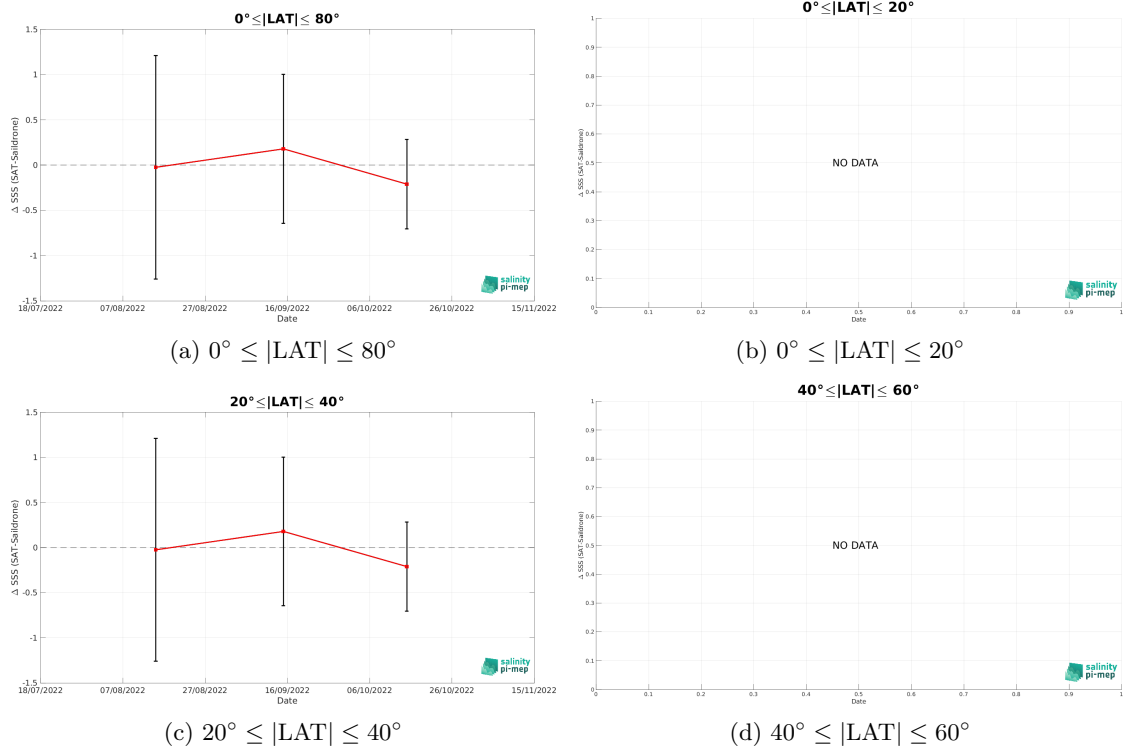 0°≤|LAT|≤ 80°
1.5
1
0.5
0
-0.5
-1
-1.5
Δ SSS (SAT-Saildrone)
18/07/2022 07/08/2022 27/08/2022 16/09/2022 06/10/2022 26/10/2022 15/11/2022
Date
salinity
pi-mep
(a) 0° ≤ |LAT| ≤ 80°
0°≤|LAT|≤ 20°
1
0.9
0.8
0.7
0.6
0.5
0.4
0.3
0.2
0.1
0
Δ SSS (SAT-Saildrone)
NO DATA
0 0.1 0.2 0.3 0.4 0.5 0.6 0.7 0.8 0.9 1
Date
salinity
pi-mep
(b) 0° ≤ |LAT| ≤ 20°
20°≤|LAT|≤ 40°
1.5
1
0.5
0
-0.5
-1
-1.5
Δ SSS (SAT-Saildrone)
18/07/2022 07/08/2022 27/08/2022 16/09/2022 06/10/2022 26/10/2022 15/11/2022
Date
salinity
pi-mep
(c) 20° ≤ |LAT| ≤ 40°
40°≤|LAT|≤ 60°
1
0.9
0.8
0.7
0.6
0.5
0.4
0.3
0.2
0.1
0
Δ SSS (SAT-Saildrone)
NO DATA
0 0.1 0.2 0.3 0.4 0.5 0.6 0.7 0.8 0.9 1
Date
salinity
pi-mep
(d) 40° ≤ |LAT| ≤ 60°